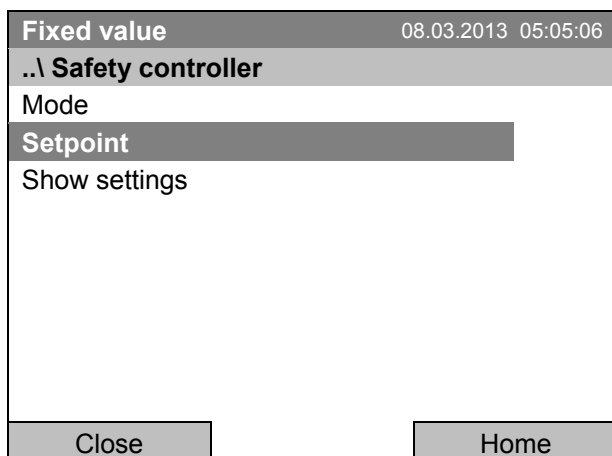 Fixed value 08.03.2013 05:05:06
..\ Safety controller
Mode
Setpoint
Show settings
Close Home